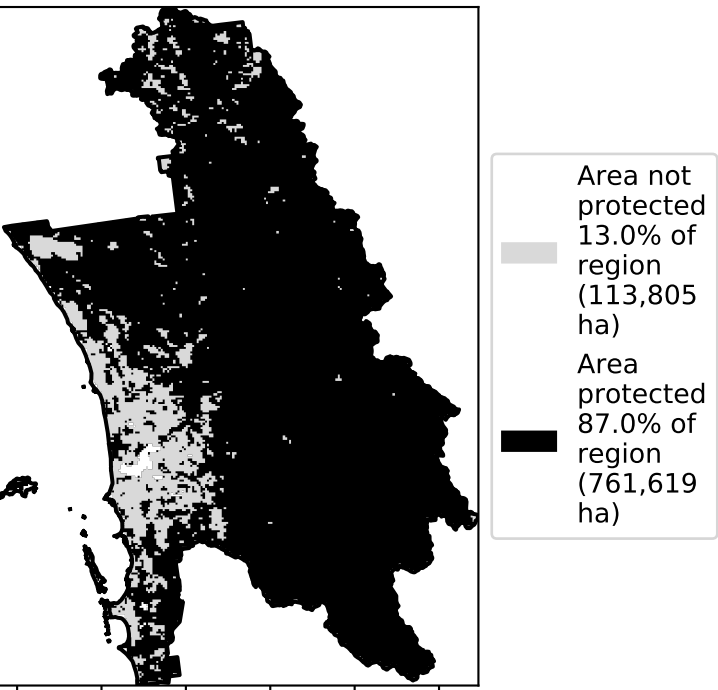 Area not
protected
13.0% of
region
(113,805
ha)
Area
protected
87.0% of
region
(761,619
ha)